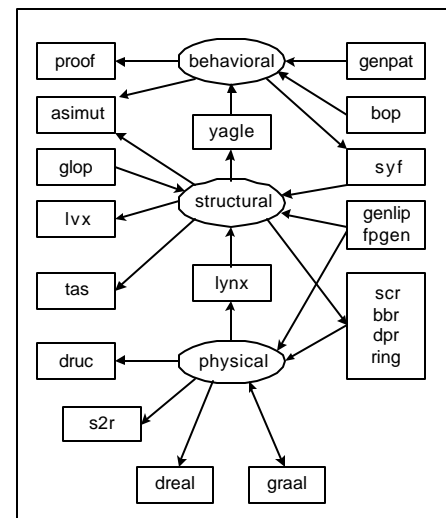 proof
behavioral
genpat
asimut
bop
yagle
glop
syf
lvx
structural
genlip
fpgen
tas
lynx
scr
bbr
dpr
ring
druc
physical
s2r
dreal
graal